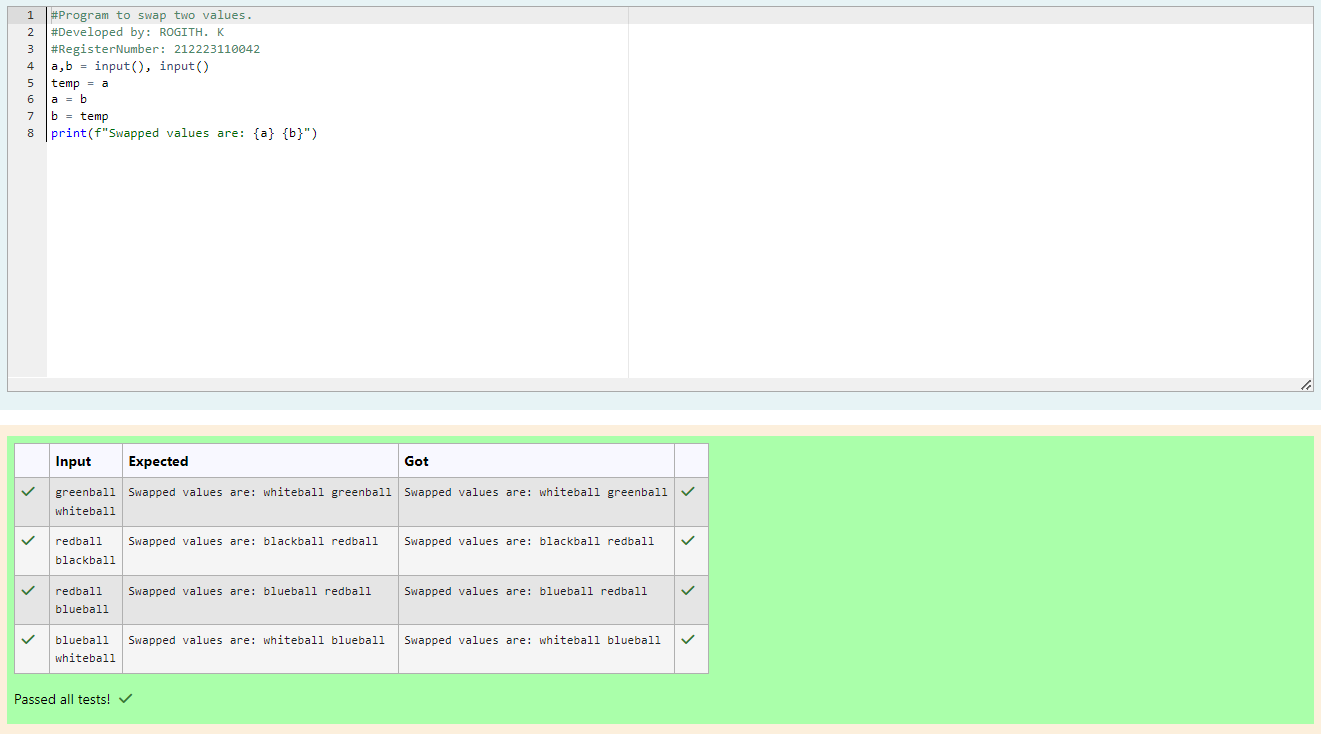 1 #Program to swap two values.
2 #Developed by: ROGITH. K
3 #RegisterNumber: 212223110042
4 a,b = input(), input()
5 temp = a
6 a = b
7 b = temp
8 print(f"Swapped values are: {a} {b}")
Input Expected Got
greenball Swapped values are: whiteball greenball Swapped values are: whiteball greenball
whiteball
redball Swapped values are: blackball redball Swapped values are: blackball redball
blackball
redball Swapped values are: blueball redball Swapped values are: blueball redball
blueball
blueball Swapped values are: whiteball blueball Swapped values are: whiteball blueball
whiteball
Passed all tests!